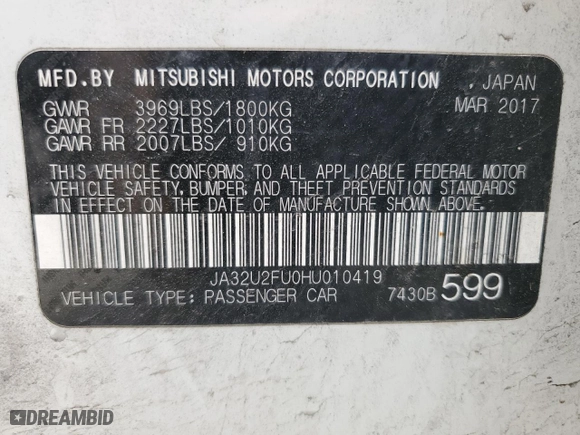 MFD.BY MITSUBISHI MOTORS CORPORATION JAPAN
GVWR 3969LBS/1800KG MAR 2017
GAWR FR 2227LBS/1010KG
GAWR RR 2007LBS/ 910KG
THIS VEHICLE CONFORMS TO ALL APPLICABLE FEDERAL MOTOR
VEHICLE SAFETY, BUMPER, AND THEFT PREVENTION STANDARDS
IN EFFECT ON THE DATE OF MANUFACTURE SHOWN ABOVE.
JA32U2FU0HU010419
VEHICLE TYPE: PASSENGER CAR 7430B 599
DREAMBID